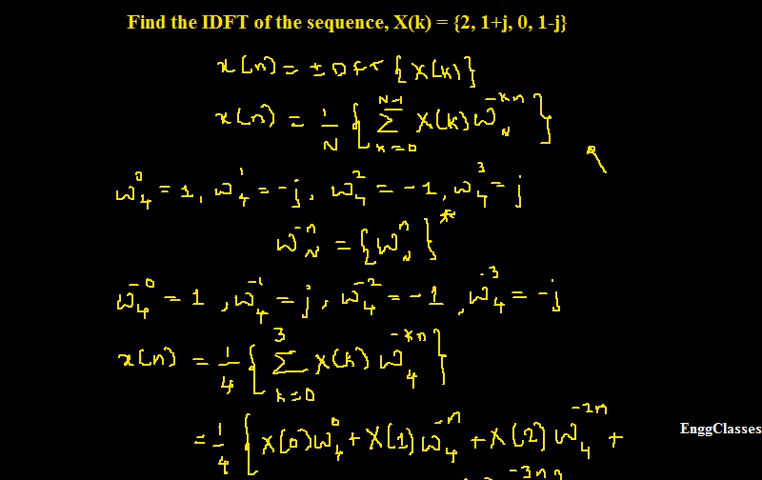 Find the IDFT of the sequence, X(k) = {2, 1+j, 0, 1-j}
x(n) = IDFT {X(k)}
x(n) = 1/N { Σ_{k=0}^{N-1} X(k) W_N^{-kn} }
W_4^0 = 1, W_4^1 = -j, W_4^2 = -1, W_4^3 = j
W_N^{-n} = {W_N^n}*
W_4^{-0} = 1, W_4^{-1} = j, W_4^{-2} = -1, W_4^{-3} = -j
x(n) = 1/4 { Σ_{k=0}^{3} X(k) W_4^{-kn} }
= 1/4 { X(0) W_4^0 + X(1) W_4^{-n} + X(2) W_4^{-2n} +
EnggClasses
-3n }